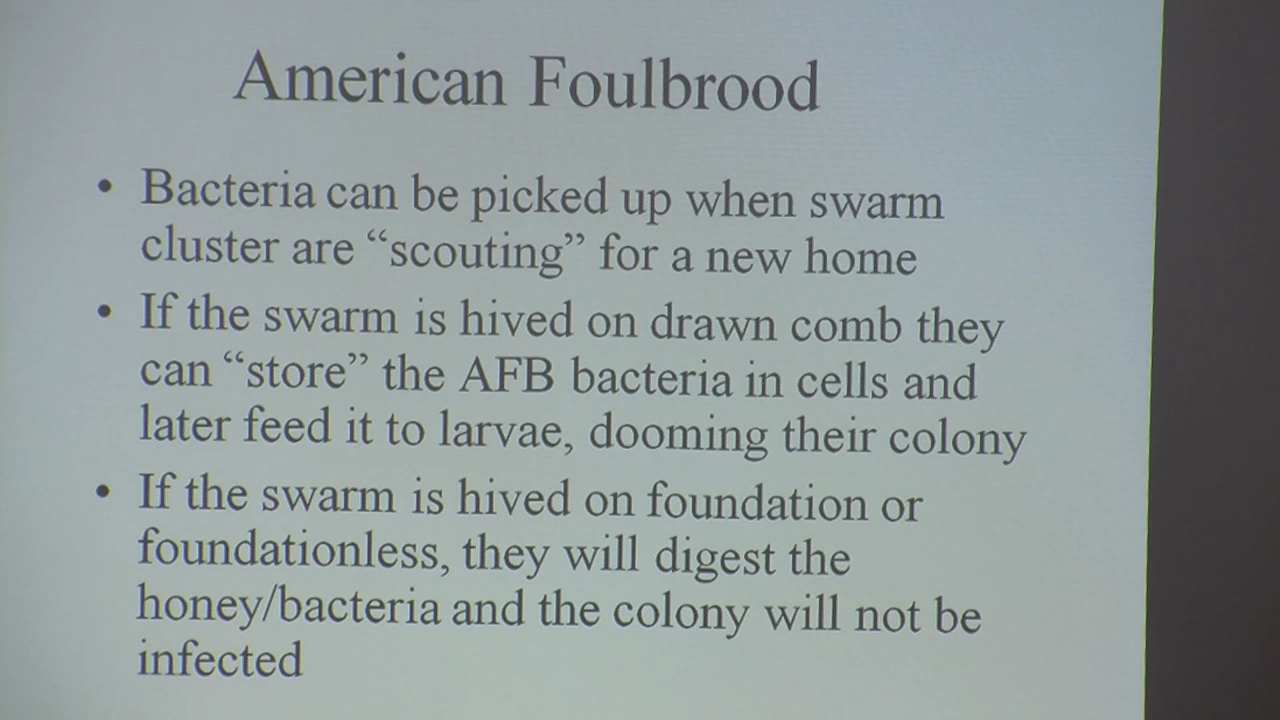 American Foulbrood
• Bacteria can be picked up when swarm
cluster are “scouting” for a new home
• If the swarm is hived on drawn comb they
can “store” the AFB bacteria in cells and
later feed it to larvae, dooming their colony
• If the swarm is hived on foundation or
foundationless, they will digest the
honey/bacteria and the colony will not be
infected